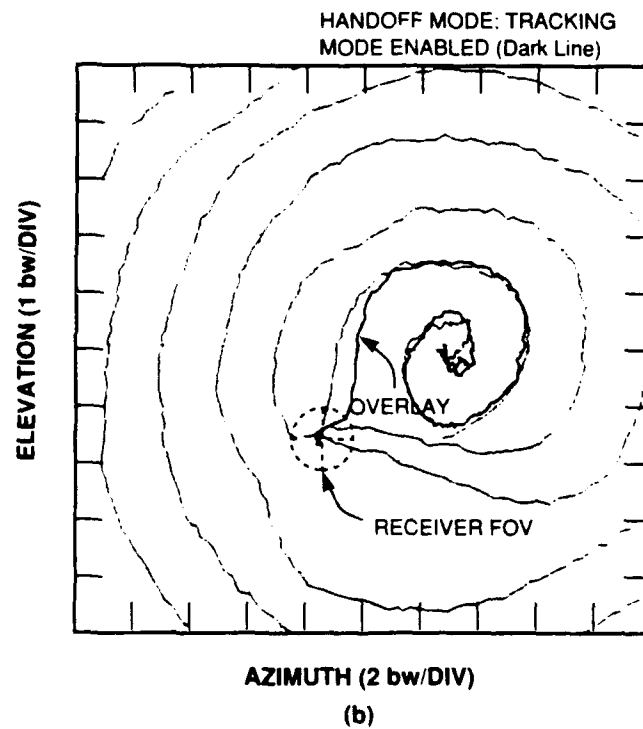 HANDOFF MODE: TRACKING
MODE ENABLED (Dark Line)
ELEVATION (1 bw/DIV)
OVERLAY
RECEIVER FOV
AZIMUTH (2 bw/DIV)
(b)